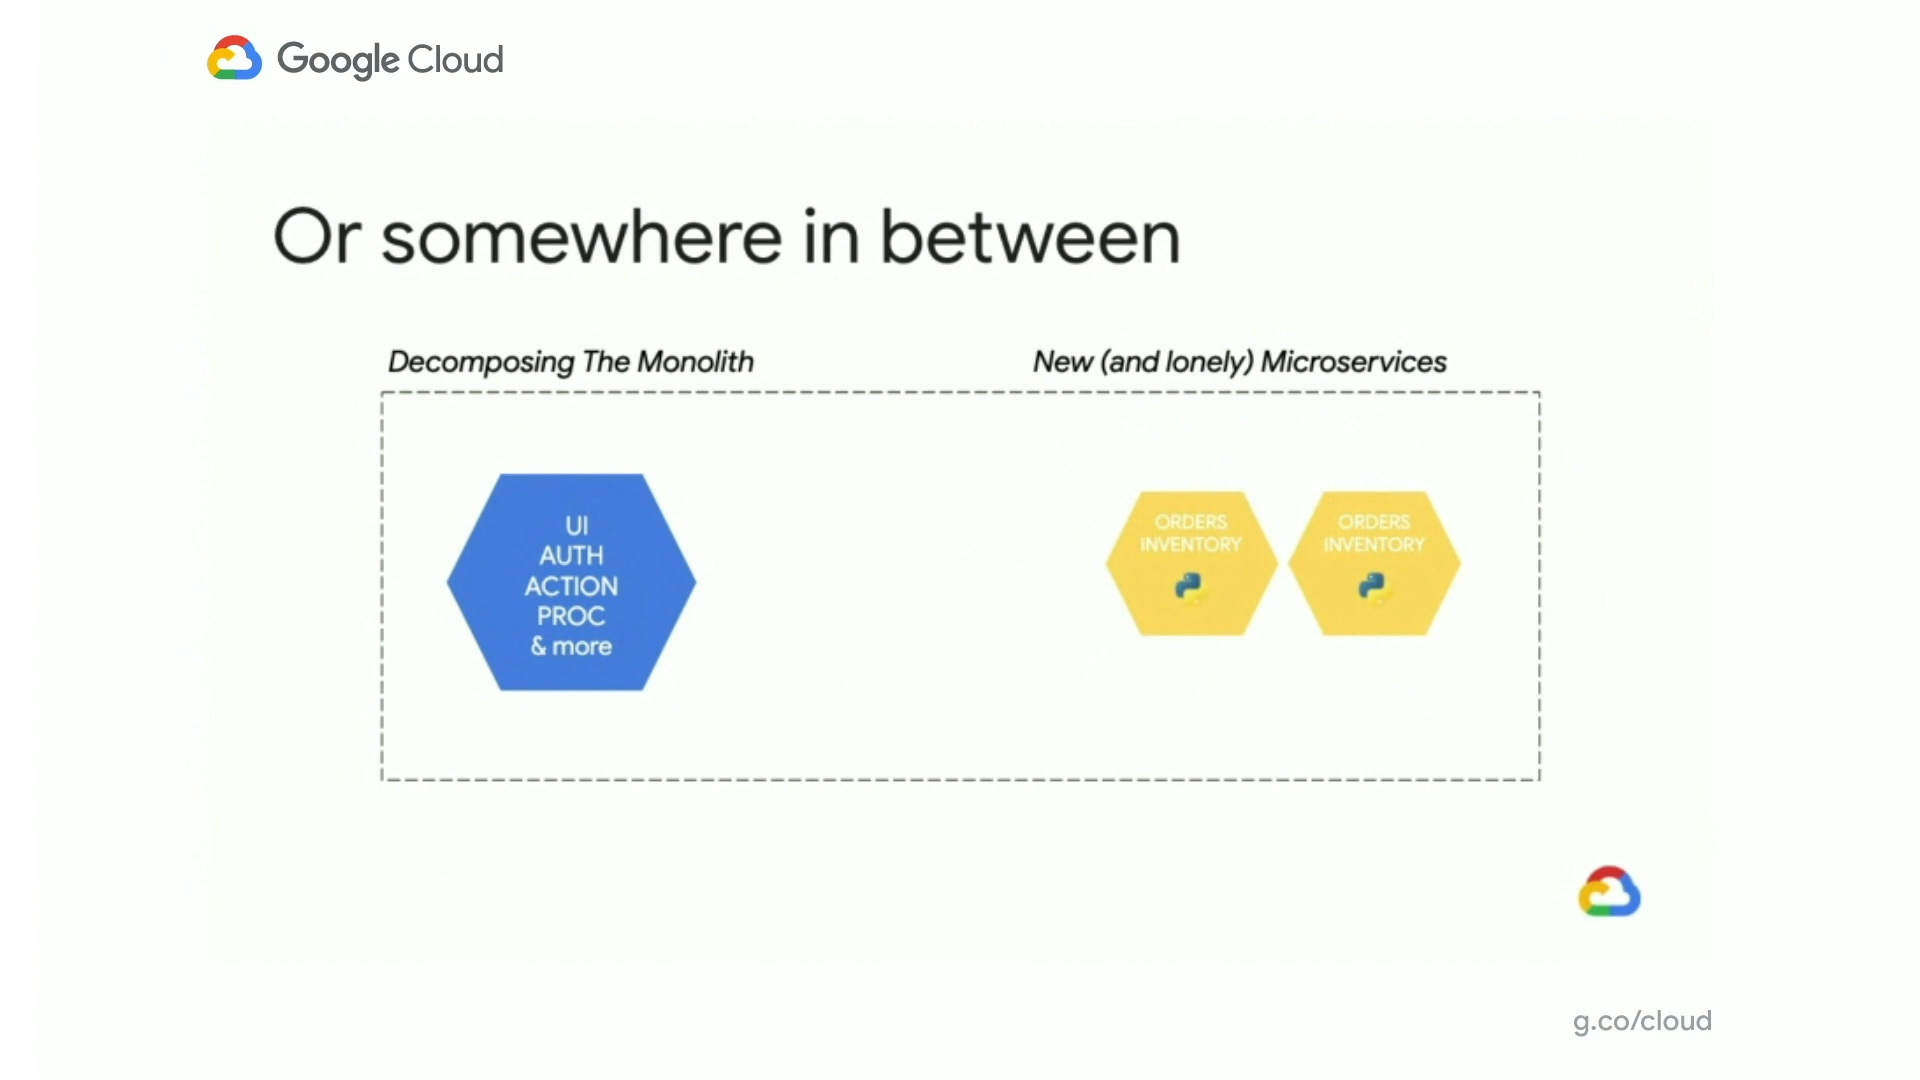 Google Cloud
Or somewhere in between
Decomposing The Monolith
New (and lonely) Microservices
UI
AUTH
ACTION
PROC
& more
ORDERS
INVENTORY
ORDERS
INVENTORY
g.co/cloud